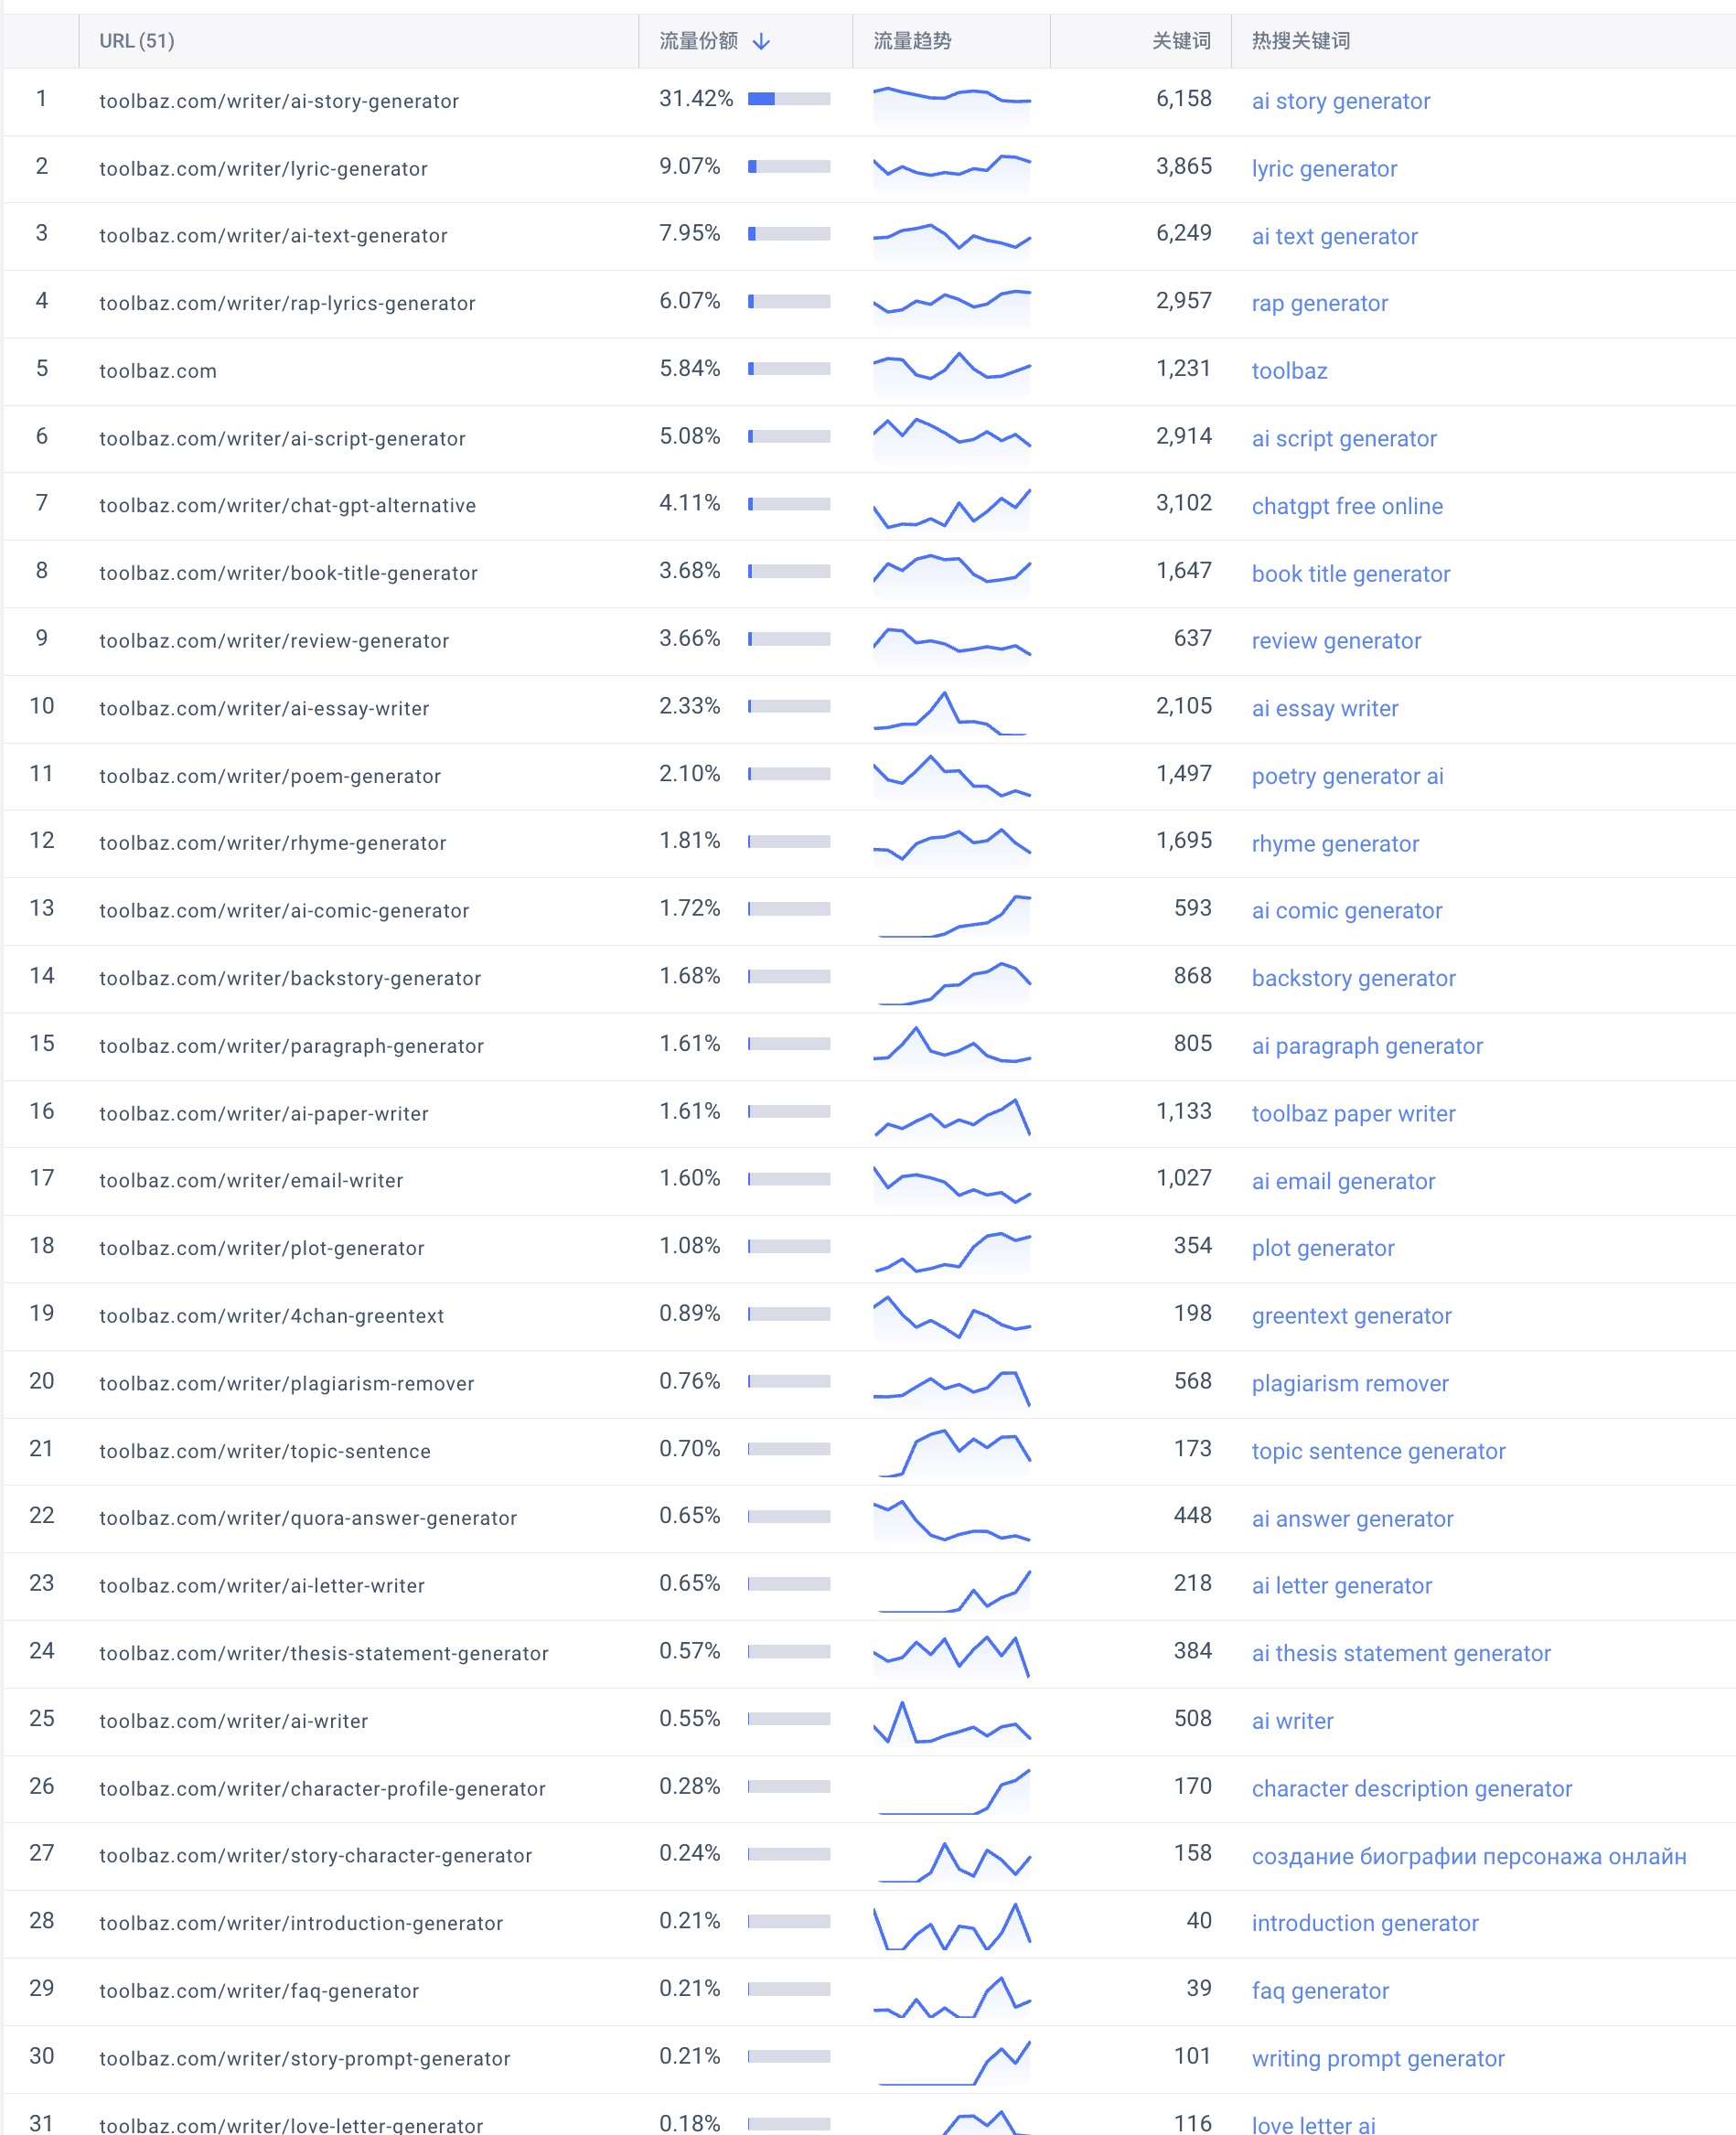 URL (51) 流量份额 流量趋势 关键词 热搜关键词
1 toolbaz.com/writer/ai-story-generator 31.42% 6,158 ai story generator
2 toolbaz.com/writer/lyric-generator 9.07% 3,865 lyric generator
3 toolbaz.com/writer/ai-text-generator 7.95% 6,249 ai text generator
4 toolbaz.com/writer/rap-lyrics-generator 6.07% 2,957 rap generator
5 toolbaz.com 5.84% 1,231 toolbaz
6 toolbaz.com/writer/ai-script-generator 5.08% 2,914 ai script generator
7 toolbaz.com/writer/chat-gpt-alternative 4.11% 3,102 chatgpt free online
8 toolbaz.com/writer/book-title-generator 3.68% 1,647 book title generator
9 toolbaz.com/writer/review-generator 3.66% 637 review generator
10 toolbaz.com/writer/ai-essay-writer 2.33% 2,105 ai essay writer
11 toolbaz.com/writer/poem-generator 2.10% 1,497 poetry generator ai
12 toolbaz.com/writer/rhyme-generator 1.81% 1,695 rhyme generator
13 toolbaz.com/writer/ai-comic-generator 1.72% 593 ai comic generator
14 toolbaz.com/writer/backstory-generator 1.68% 868 backstory generator
15 toolbaz.com/writer/paragraph-generator 1.61% 805 ai paragraph generator
16 toolbaz.com/writer/ai-paper-writer 1.61% 1,133 toolbaz paper writer
17 toolbaz.com/writer/email-writer 1.60% 1,027 ai email generator
18 toolbaz.com/writer/plot-generator 1.08% 354 plot generator
19 toolbaz.com/writer/4chan-greentext 0.89% 198 greentext generator
20 toolbaz.com/writer/plagiarism-remover 0.76% 568 plagiarism remover
21 toolbaz.com/writer/topic-sentence 0.70% 173 topic sentence generator
22 toolbaz.com/writer/quora-answer-generator 0.65% 448 ai answer generator
23 toolbaz.com/writer/ai-letter-writer 0.65% 218 ai letter generator
24 toolbaz.com/writer/thesis-statement-generator 0.57% 384 ai thesis statement generator
25 toolbaz.com/writer/ai-writer 0.55% 508 ai writer
26 toolbaz.com/writer/character-profile-generator 0.28% 170 character description generator
27 toolbaz.com/writer/story-character-generator 0.24% 158 создание биографии персонажа онлайн
28 toolbaz.com/writer/introduction-generator 0.21% 40 introduction generator
29 toolbaz.com/writer/faq-generator 0.21% 39 faq generator
30 toolbaz.com/writer/story-prompt-generator 0.21% 101 writing prompt generator
31 toolbaz.com/writer/love-letter-generator 0.18% 116 love letter ai